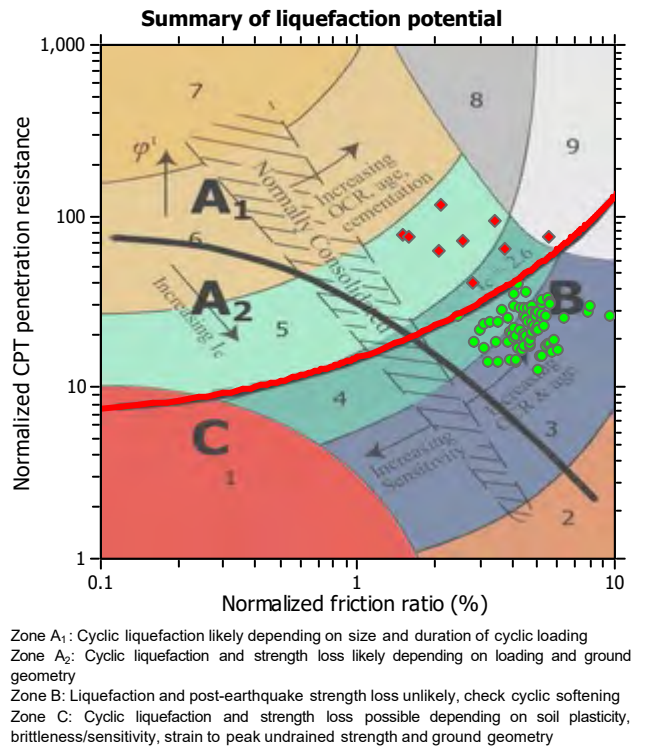 Summary of liquefaction potential
1,000
7
8
9
φ'
Increasing
OCR, age,
cementation
Normally Consolidated
A1
100
6
Ic = 2.6
A2
B
Increasing Ic
5
Normalized CPT penetration resistance
10
4
Increasing
OCR & age
C
3
Increasing
Sensitivity
1
2
1
0.1
1
10
Normalized friction ratio (%)
Zone A1: Cyclic liquefaction likely depending on size and duration of cyclic loading
Zone A2: Cyclic liquefaction and strength loss likely depending on loading and ground
geometry
Zone B: Liquefaction and post-earthquake strength loss unlikely, check cyclic softening
Zone C: Cyclic liquefaction and strength loss possible depending on soil plasticity,
brittleness/sensitivity, strain to peak undrained strength and ground geometry